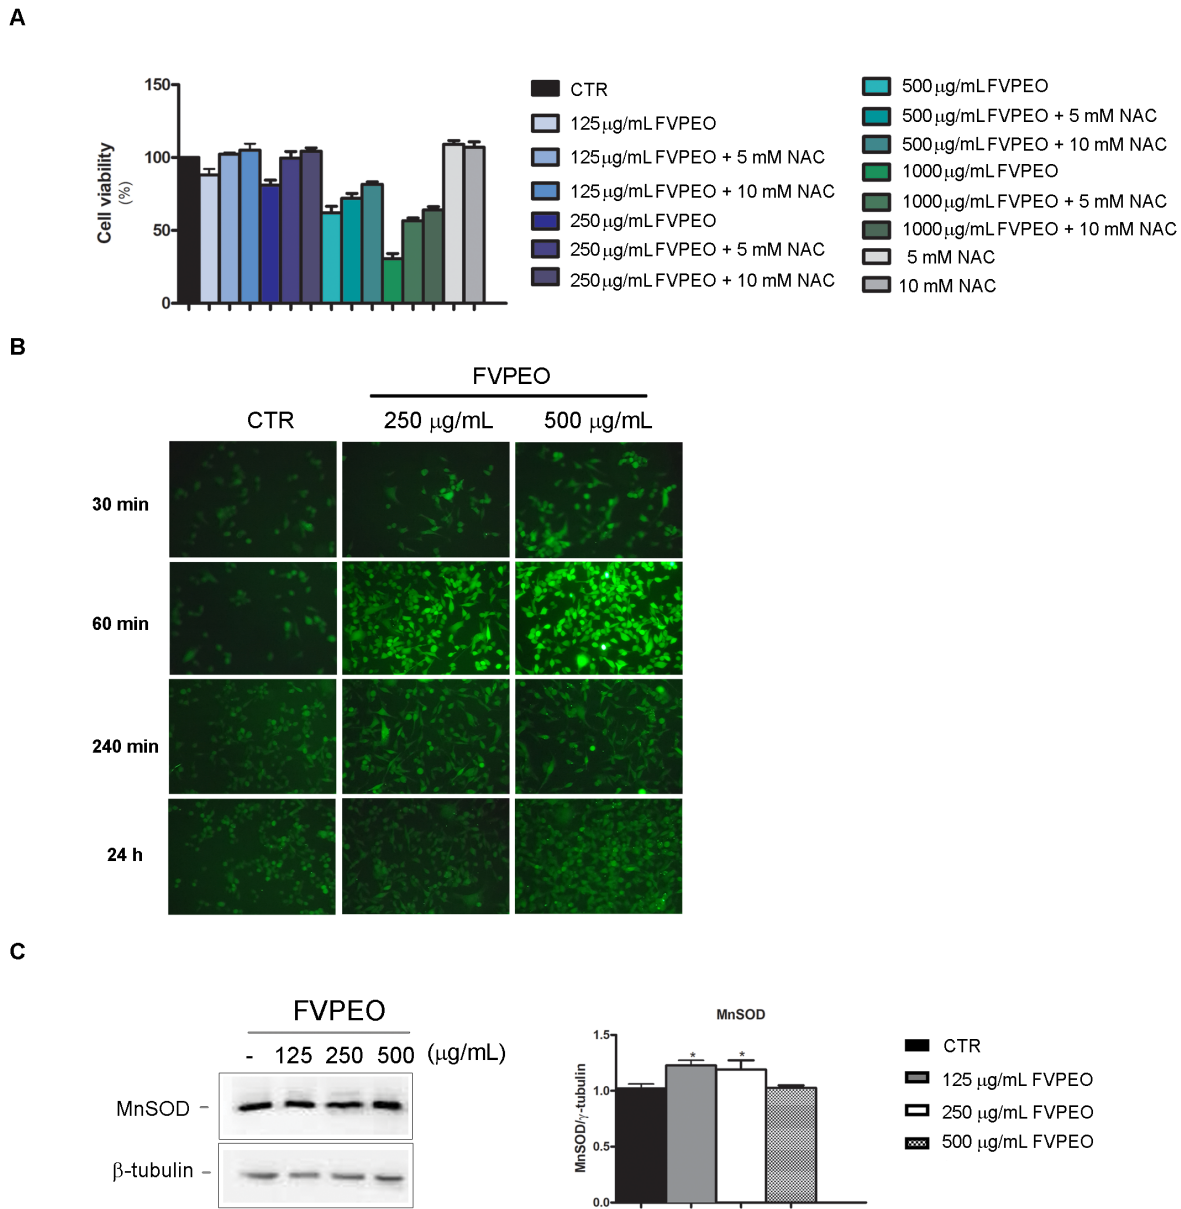 A
150
100
50
0
Cell viability
(%)
CTR
125 μg/mL FVPEO
125 μg/mL FVPEO + 5 mM NAC
125 μg/mL FVPEO + 10 mM NAC
250 μg/mL FVPEO
250 μg/mL FVPEO + 5 mM NAC
250 μg/mL FVPEO + 10 mM NAC
500 μg/mL FVPEO
500 μg/mL FVPEO + 5 mM NAC
500 μg/mL FVPEO + 10 mM NAC
1000 μg/mL FVPEO
1000 μg/mL FVPEO + 5 mM NAC
1000 μg/mL FVPEO + 10 mM NAC
5 mM NAC
10 mM NAC
B
FVPEO
CTR 250 μg/mL 500 μg/mL
30 min
60 min
240 min
24 h
C
FVPEO
- 125 250 500 (μg/mL)
MnSOD
β-tubulin
MnSOD
1.5
1.0
0.5
0.0
MnSOD/γ-tubulin
* *
CTR
125 μg/mL FVPEO
250 μg/mL FVPEO
500 μg/mL FVPEO